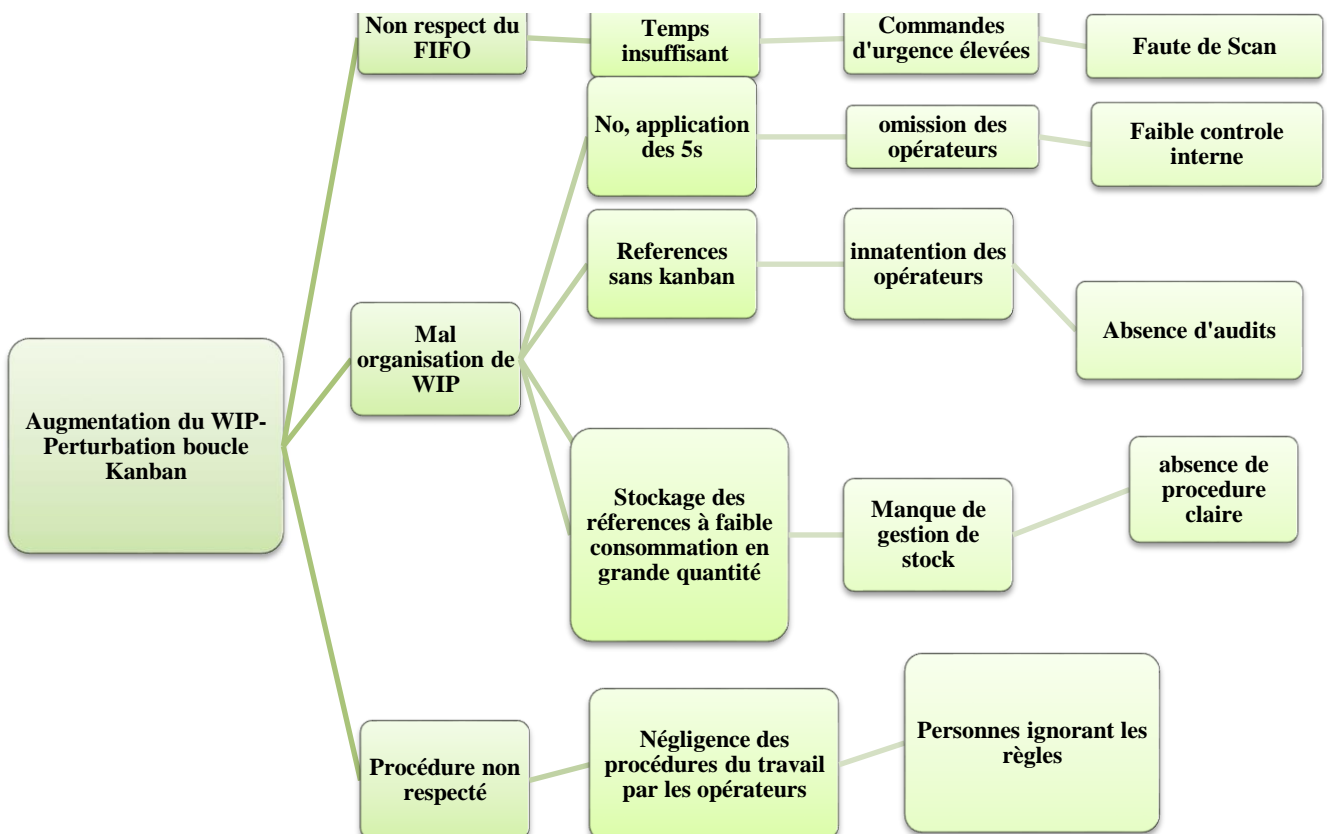 Non respect du
FIFO
Temps
insuffisant
Commandes
d'urgence élevées
Faute de Scan
No, application
des 5s
omission des
opérateurs
Faible controle
interne
References
sans kanban
innatention des
opérateurs
Absence d'audits
Mal
organisation de
WIP
Augmentation du WIP-
Perturbation boucle
Kanban
Stockage des
réferences à faible
consommation en
grande quantité
Manque de
gestion de
stock
absence de
procedure
claire
Procédure non
respecté
Négligence des
procédures du travail
par les opérateurs
Personnes ignorant les
règles